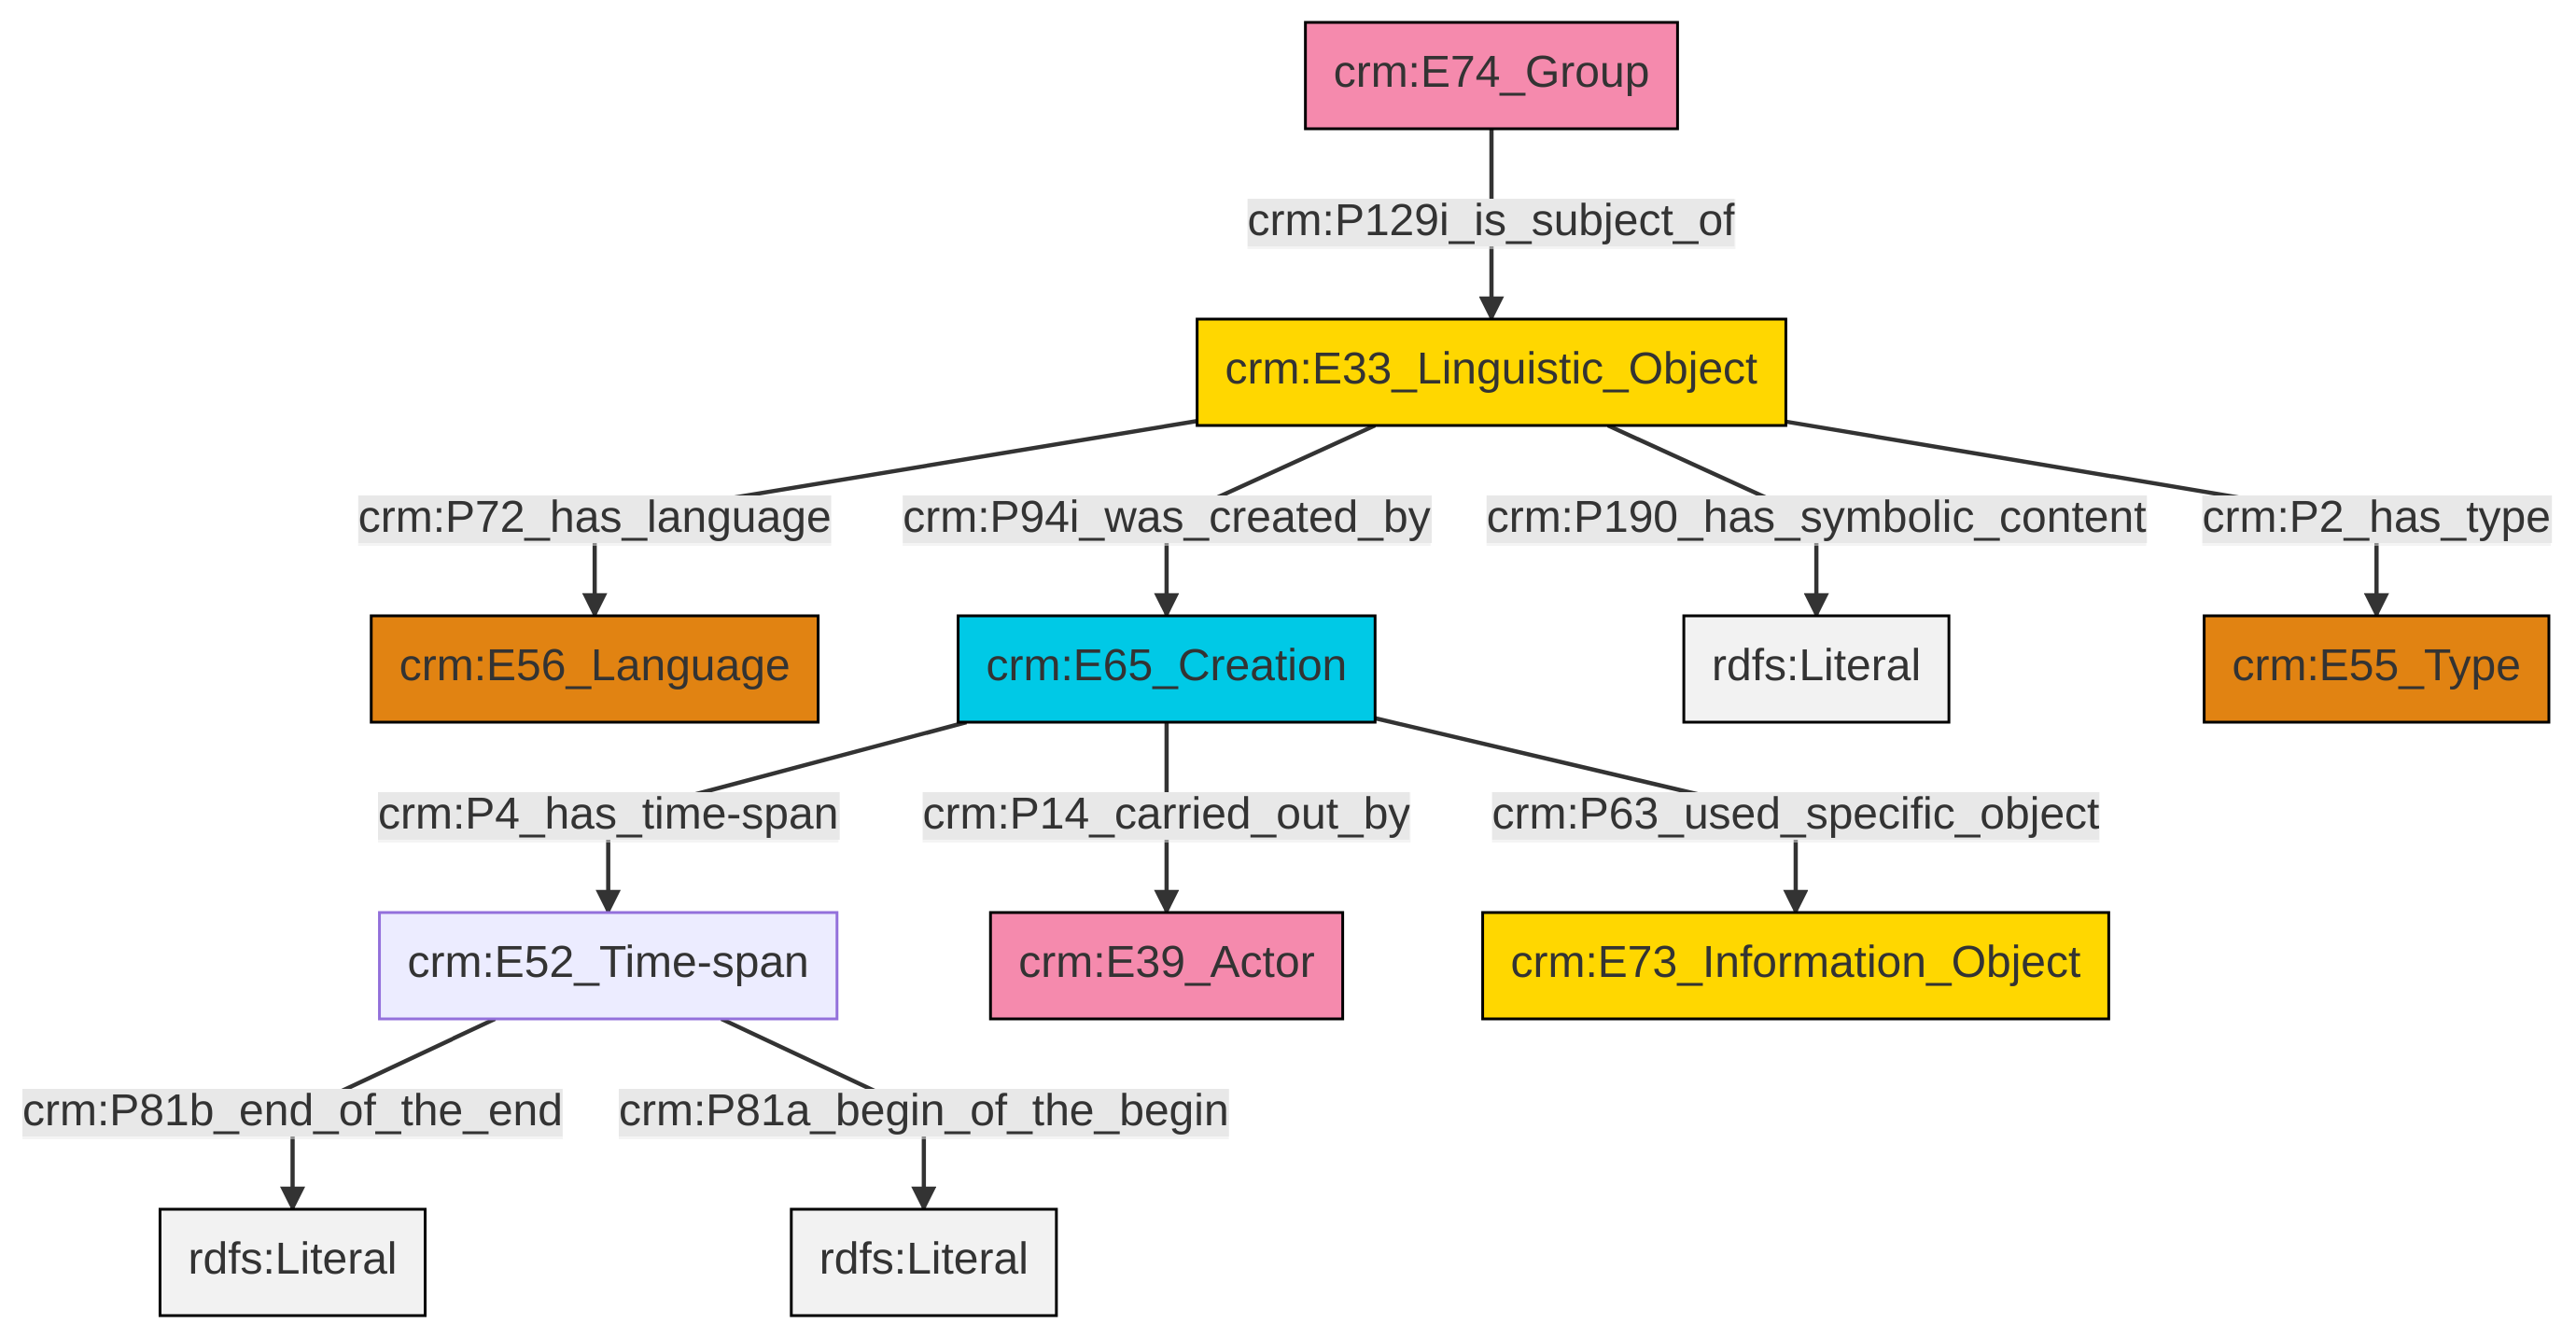 crm:E74_Group
crm:P129i_is_subject_of
crm:E33_Linguistic_Object
crm:P72_has_language
crm:P94i_was_created_by
crm:P190_has_symbolic_content
crm:P2_has_type
crm:E56_Language
crm:E65_Creation
rdfs:Literal
crm:E55_Type
crm:P4_has_time-span
crm:P14_carried_out_by
crm:P63_used_specific_object
crm:E52_Time-span
crm:E39_Actor
crm:E73_Information_Object
crm:P81b_end_of_the_end
crm:P81a_begin_of_the_begin
rdfs:Literal
rdfs:Literal